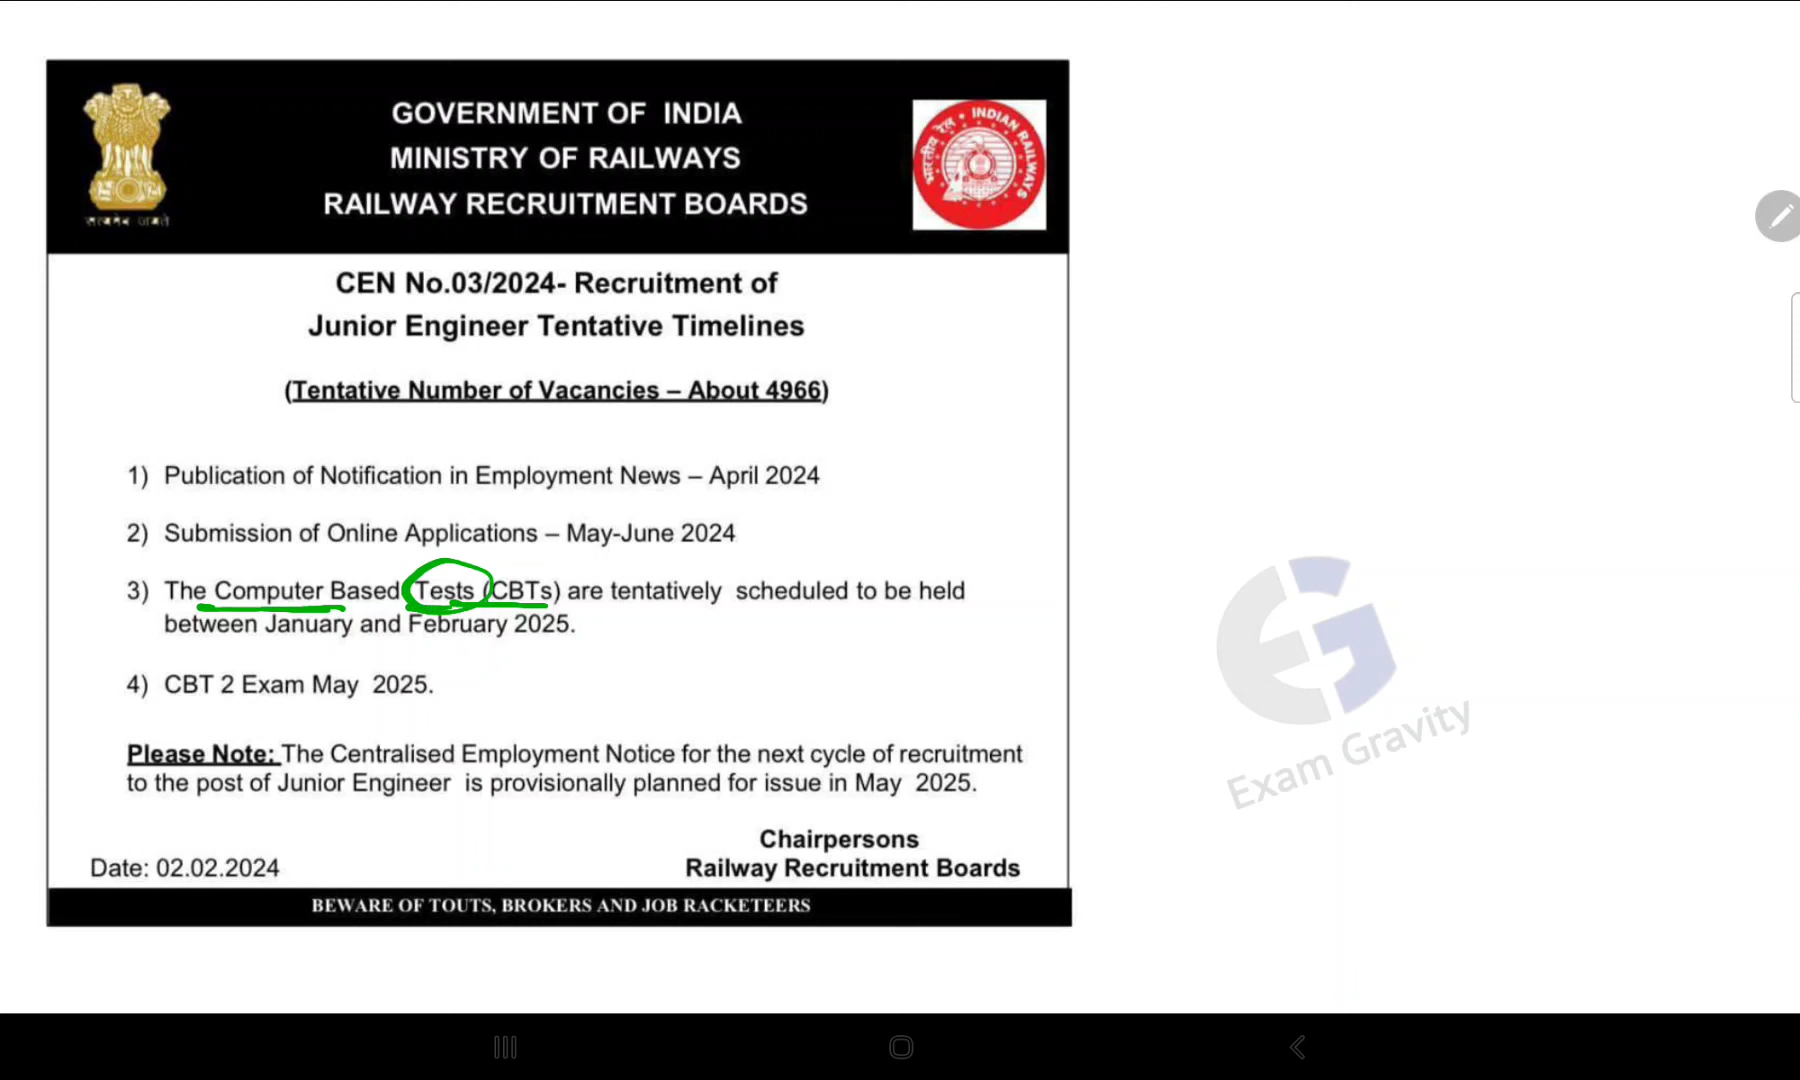 GOVERNMENT OF INDIA
MINISTRY OF RAILWAYS
RAILWAY RECRUITMENT BOARDS
सत्यमेव जयते
भारतीय रेल • INDIAN RAILWAYS
CEN No.03/2024- Recruitment of
Junior Engineer Tentative Timelines
(Tentative Number of Vacancies – About 4966)
1) Publication of Notification in Employment News – April 2024
2) Submission of Online Applications – May-June 2024
3) The Computer Based Tests (CBTs) are tentatively scheduled to be held
between January and February 2025.
4) CBT 2 Exam May 2025.
Please Note: The Centralised Employment Notice for the next cycle of recruitment
to the post of Junior Engineer is provisionally planned for issue in May 2025.
Chairpersons
Date: 02.02.2024 Railway Recruitment Boards
BEWARE OF TOUTS, BROKERS AND JOB RACKETEERS
Exam Gravity